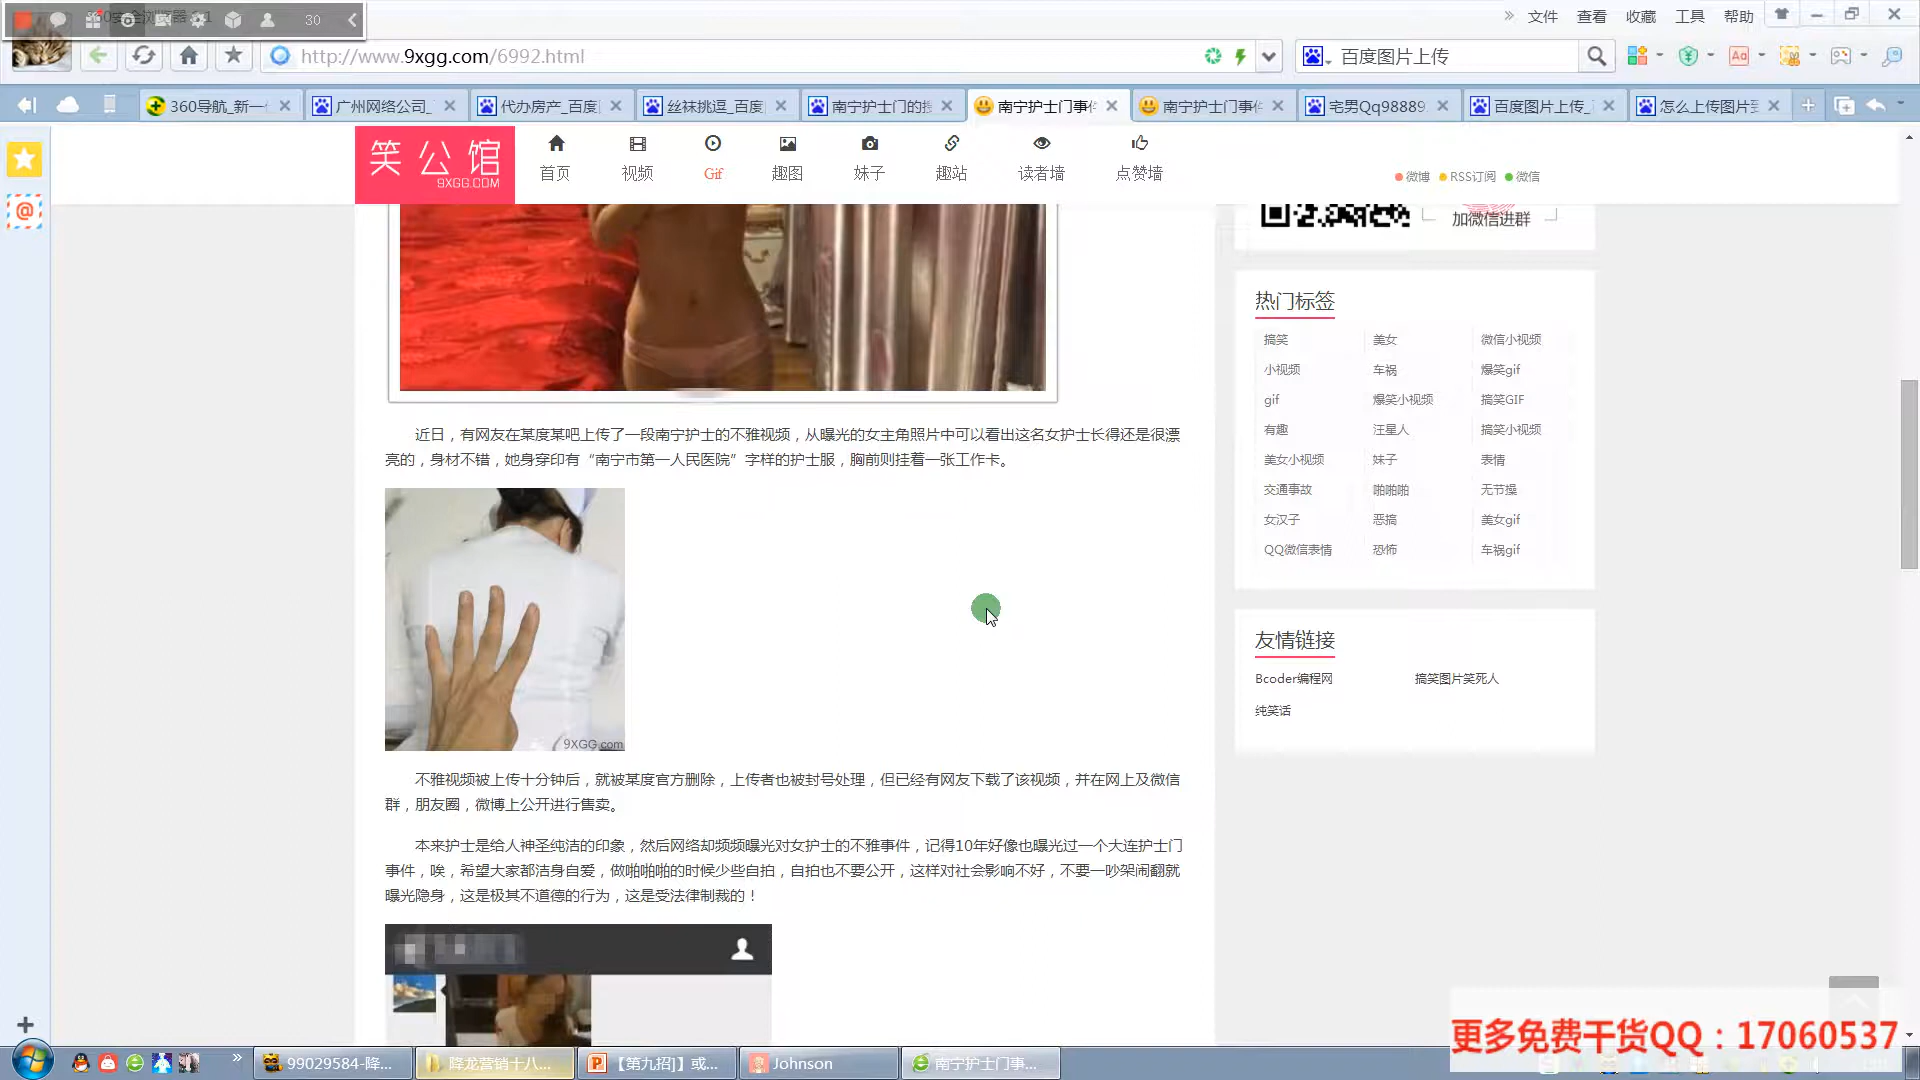 30
文件 查看 收藏 工具 帮助
http://www.9xgg.com/6992.html
百度图片上传
360导航_新一
广州网络公司_
代办房产_百度
丝袜挑逗_百度
南宁护士门的
南宁护士门事
南宁护士门事件
宅男Qq98889
百度图片上传_
怎么上传图片到
笑公馆
9XGG.COM
首页 视频 Gif 趣图 妹子 趣站 读者墙 点赞墙
微博 RSS订阅 微信
加微信进群
近日，有网友在某度某吧上传了一段南宁护士的不雅视频，从曝光的女主角照片中可以看出这名女护士长得还是很漂
亮的，身材不错，她身穿印有“南宁市第一人民医院”字样的护士服，胸前则挂着一张工作卡。
9XGG.com
不雅视频被上传十分钟后，就被某度官方删除，上传者也被封号处理，但已经有网友下载了该视频，并在网上及微信
群，朋友圈，微博上公开进行售卖。
本来护士是给人神圣纯洁的印象，然后网络却频频曝光对女护士的不雅事件，记得10年好像也曝光过一个大连护士门
事件，唉，希望大家都洁身自爱，做啪啪啪的时候少些自拍，自拍也不要公开，这样对社会影响不好，不要一吵架闹翻就
曝光隐身，这是极其不道德的行为，这是受法律制裁的！
热门标签
搞笑 美女 微信小视频
小视频 车祸 爆笑gif
gif 爆笑小视频 搞笑GIF
有趣 汪星人 搞笑小视频
美女小视频 妹子 表情
交通事故 啪啪啪 无节操
女汉子 恶搞 美女gif
QQ微信表情 恐怖 车祸gif
友情链接
Bcoder编程网 搞笑图片笑死人
纯笑话
更多免费干货QQ：17060537
99029584-降...
降龙营销十八...
【第九招]】或...
Johnson
南宁护士门事...